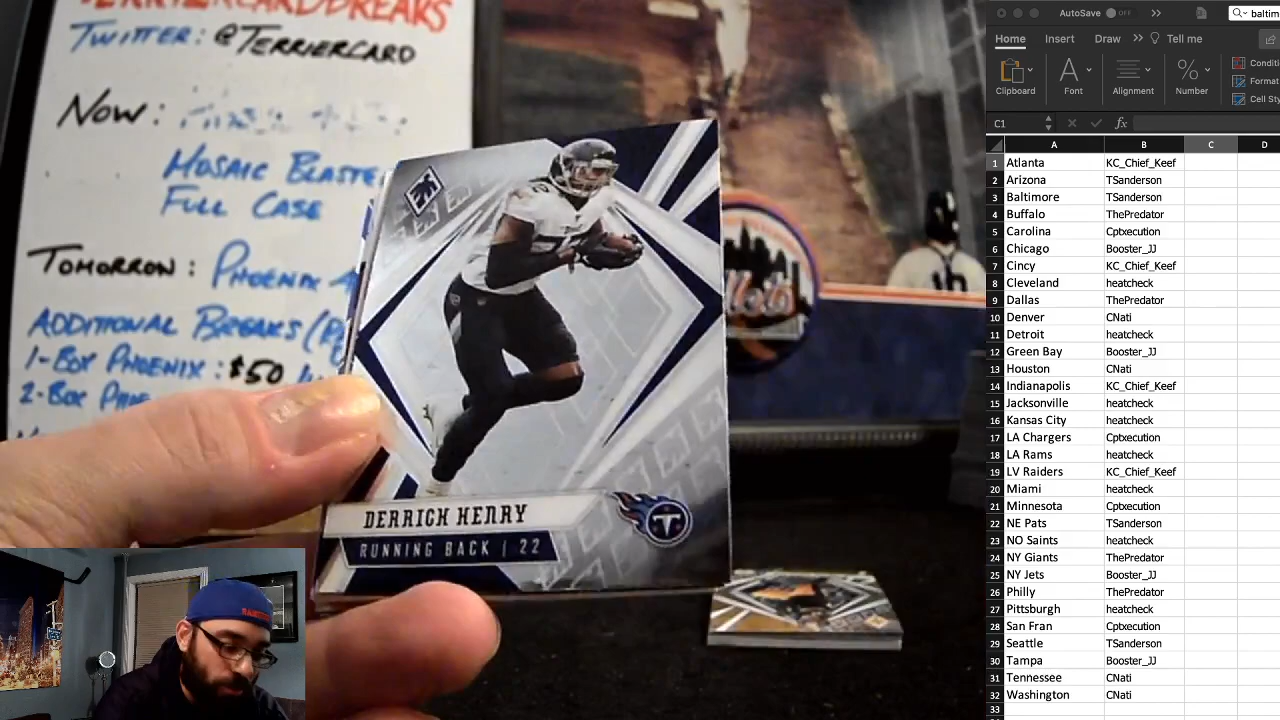 TERRIERCARDBREAKS
TWITTER: @TERRIERCARD
NOW:
MOSAIC BLASTE
FULL CASE
TOMORROW: PHOENIX
ADDITIONAL BREAKS
1-BOX PHOENIX: $50
2-BOX
DERRICK HENRY
RUNNING BACK | 22
AutoSave OFF
baltim
Home Insert Draw Tell me
Clipboard Font Alignment Number
Conditi
Format
Cell Sty
C1 fx
A B C D
1 Atlanta KC_Chief_Keef
2 Arizona TSanderson
3 Baltimore TSanderson
4 Buffalo ThePredator
5 Carolina Cptxecution
6 Chicago Booster_JJ
7 Cincy KC_Chief_Keef
8 Cleveland heatcheck
9 Dallas ThePredator
10 Denver CNati
11 Detroit heatcheck
12 Green Bay Booster_JJ
13 Houston CNati
14 Indianapolis KC_Chief_Keef
15 Jacksonville heatcheck
16 Kansas City heatcheck
17 LA Chargers Cptxecution
18 LA Rams heatcheck
19 LV Raiders KC_Chief_Keef
20 Miami heatcheck
21 Minnesota Cptxecution
22 NE Pats TSanderson
23 NO Saints heatcheck
24 NY Giants ThePredator
25 NY Jets Booster_JJ
26 Philly ThePredator
27 Pittsburgh heatcheck
28 San Fran Cptxecution
29 Seattle TSanderson
30 Tampa Booster_JJ
31 Tennessee CNati
32 Washington CNati
33